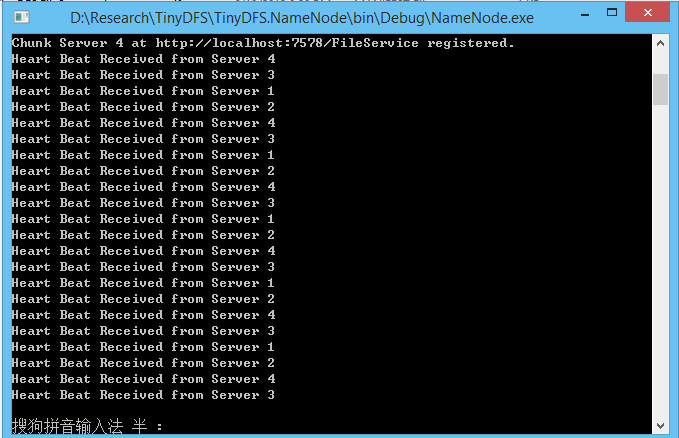 D:\Research\TinyDFS\TinyDFS.NameNode\bin\Debug\NameNode.exe
Chunk Server 4 at http://localhost:7578/FileService registered.
Heart Beat Received from Server 4
Heart Beat Received from Server 3
Heart Beat Received from Server 1
Heart Beat Received from Server 2
Heart Beat Received from Server 4
Heart Beat Received from Server 3
Heart Beat Received from Server 1
Heart Beat Received from Server 2
Heart Beat Received from Server 4
Heart Beat Received from Server 3
Heart Beat Received from Server 1
Heart Beat Received from Server 2
Heart Beat Received from Server 4
Heart Beat Received from Server 3
Heart Beat Received from Server 1
Heart Beat Received from Server 2
Heart Beat Received from Server 4
Heart Beat Received from Server 3
Heart Beat Received from Server 1
Heart Beat Received from Server 2
Heart Beat Received from Server 4
Heart Beat Received from Server 3
搜狗拼音输入法 半 :